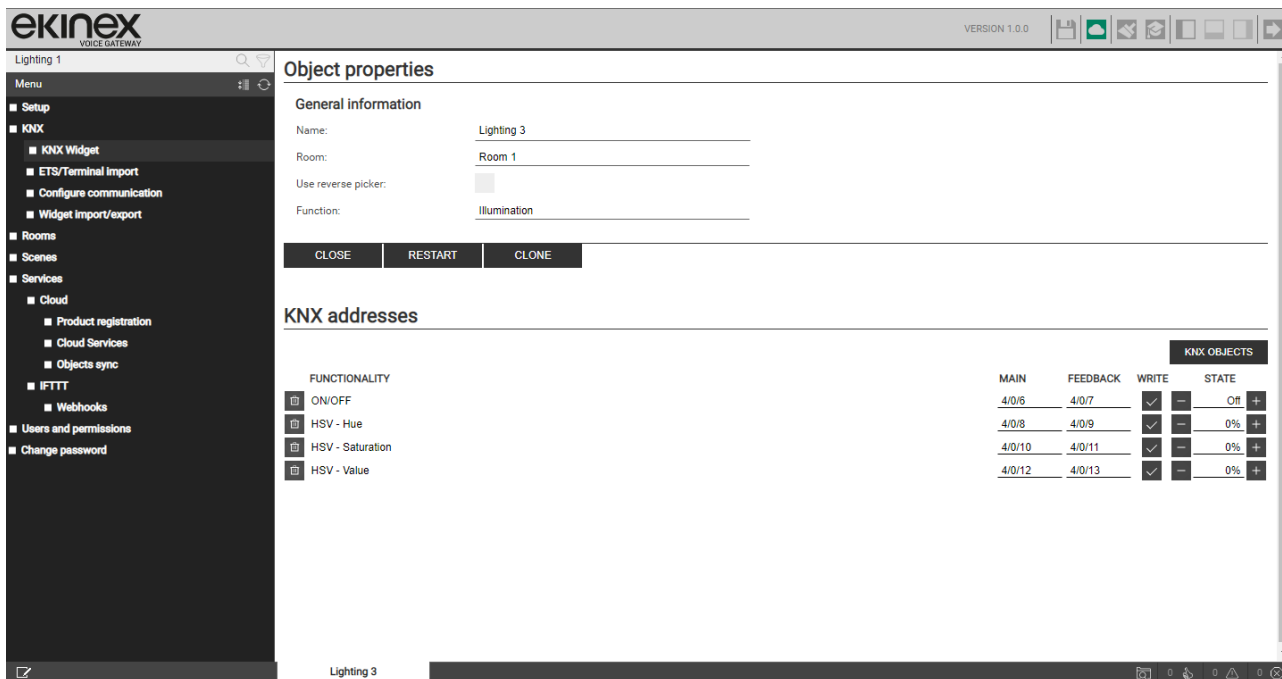 ekinex
VOICE GATEWAY
VERSION 1.0.0
Lighting 1
Menu
Setup
KNX
KNX Widget
ETS/Terminal import
Configure communication
Widget import/export
Rooms
Scenes
Services
Cloud
Product registration
Cloud Services
Objects sync
IFTTT
Webhooks
Users and permissions
Change password
Object properties
General information
Name: Lighting 3
Room: Room 1
Use reverse picker:
Function: Illumination
CLOSE RESTART CLONE
KNX addresses
KNX OBJECTS
FUNCTIONALITY MAIN FEEDBACK WRITE STATE
ON/OFF 4/0/6 4/0/7 Off
HSV - Hue 4/0/8 4/0/9 0%
HSV - Saturation 4/0/10 4/0/11 0%
HSV - Value 4/0/12 4/0/13 0%
Lighting 3
0 0 0